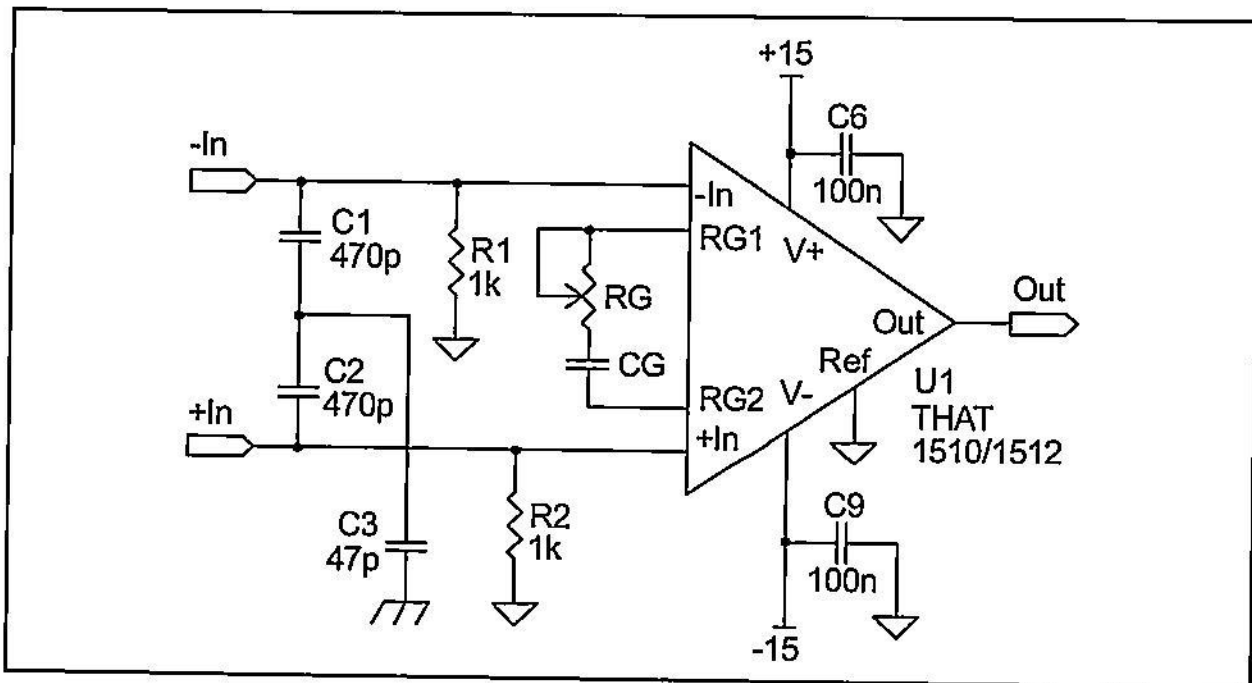 +15
C6
100n
-In
C1
470p
R1
1k
-In
RG1
V+
RG
CG
Out
Out
Ref
C2
470p
RG2
V-
U1
THAT
1510/1512
+In
+In
C3
47p
R2
1k
C9
100n
-15